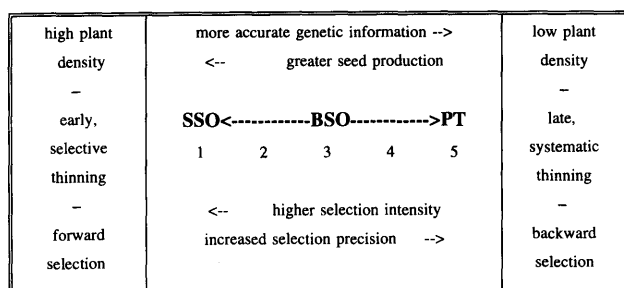 high plant
density
–
early,
selective
thinning
–
forward
selection
more accurate genetic information -->
<-- greater seed production
SSO<------------BSO------------>PT
1 2 3 4 5
<-- higher selection intensity
increased selection precision -->
low plant
density
–
late,
systematic
thinning
–
backward
selection